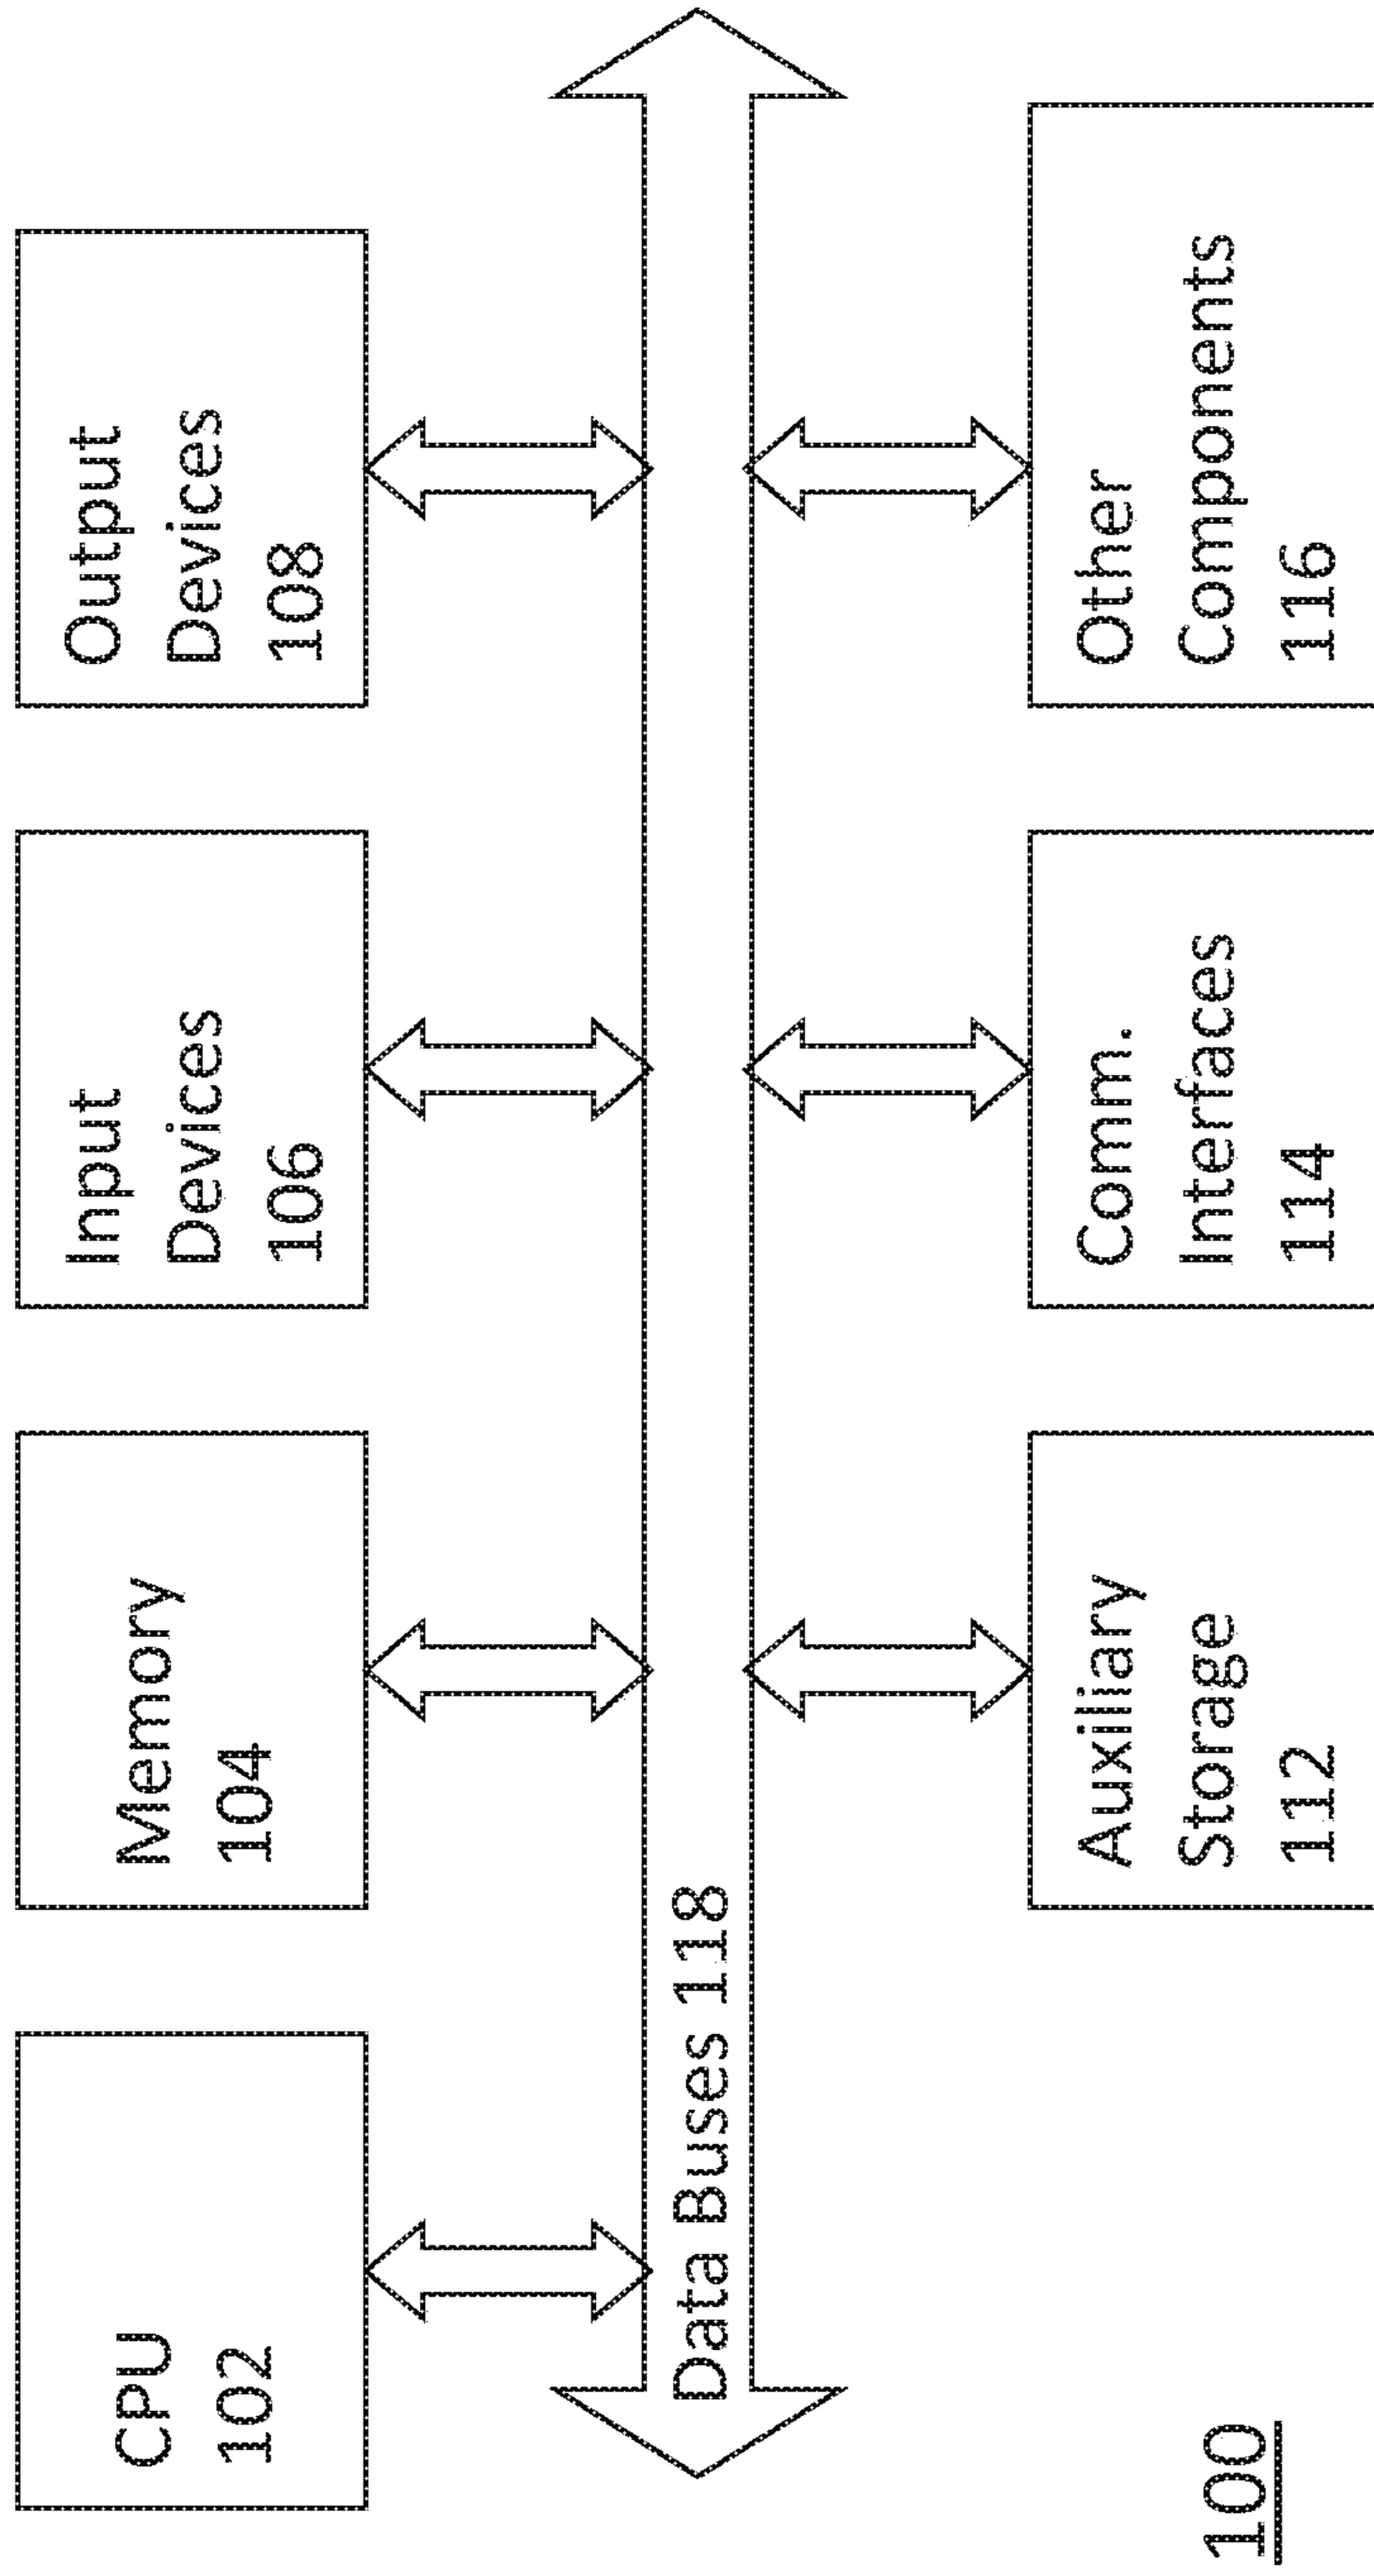 CPU
102
Memory
104
Input
Devices
106
Output
Devices
108
Data Buses 118
Auxiliary
Storage
112
Comm.
Interfaces
114
Other
Components
116
100